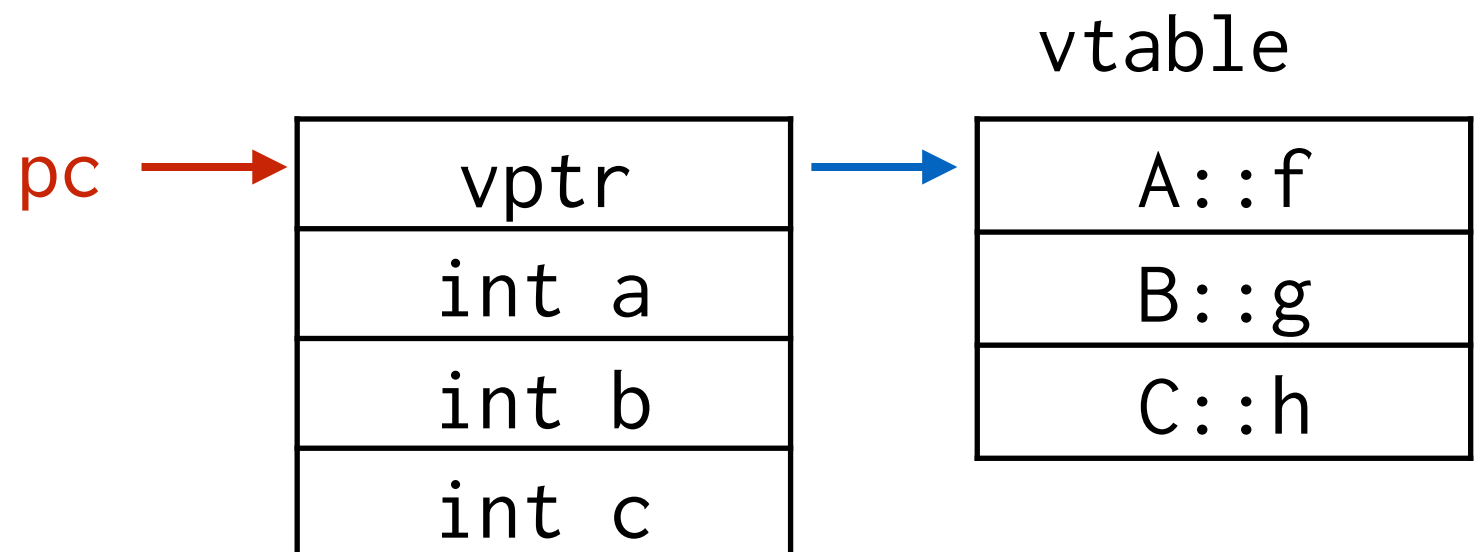 vtable
pc
vptr
A::f
int a
B::g
int b
C::h
int c